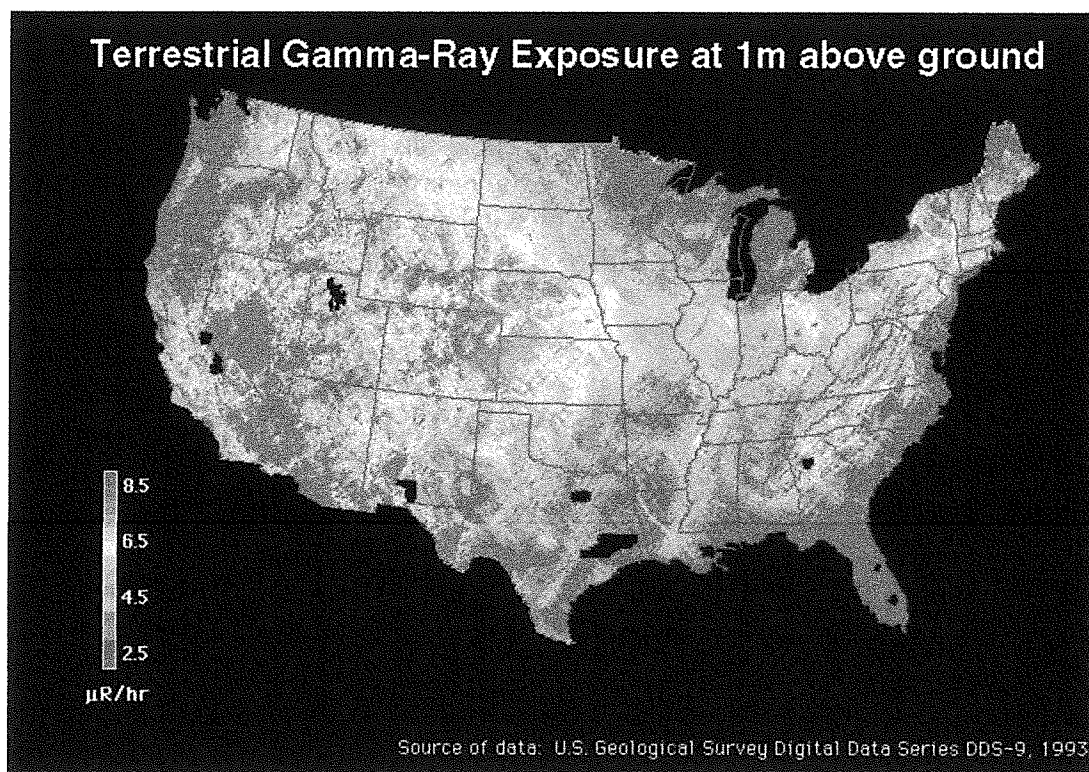 Terrestrial Gamma-Ray Exposure at 1m above ground
8.5
6.5
4.5
2.5
µR/hr
Source of data: U.S. Geological Survey Digital Data Series DDS-9, 1993